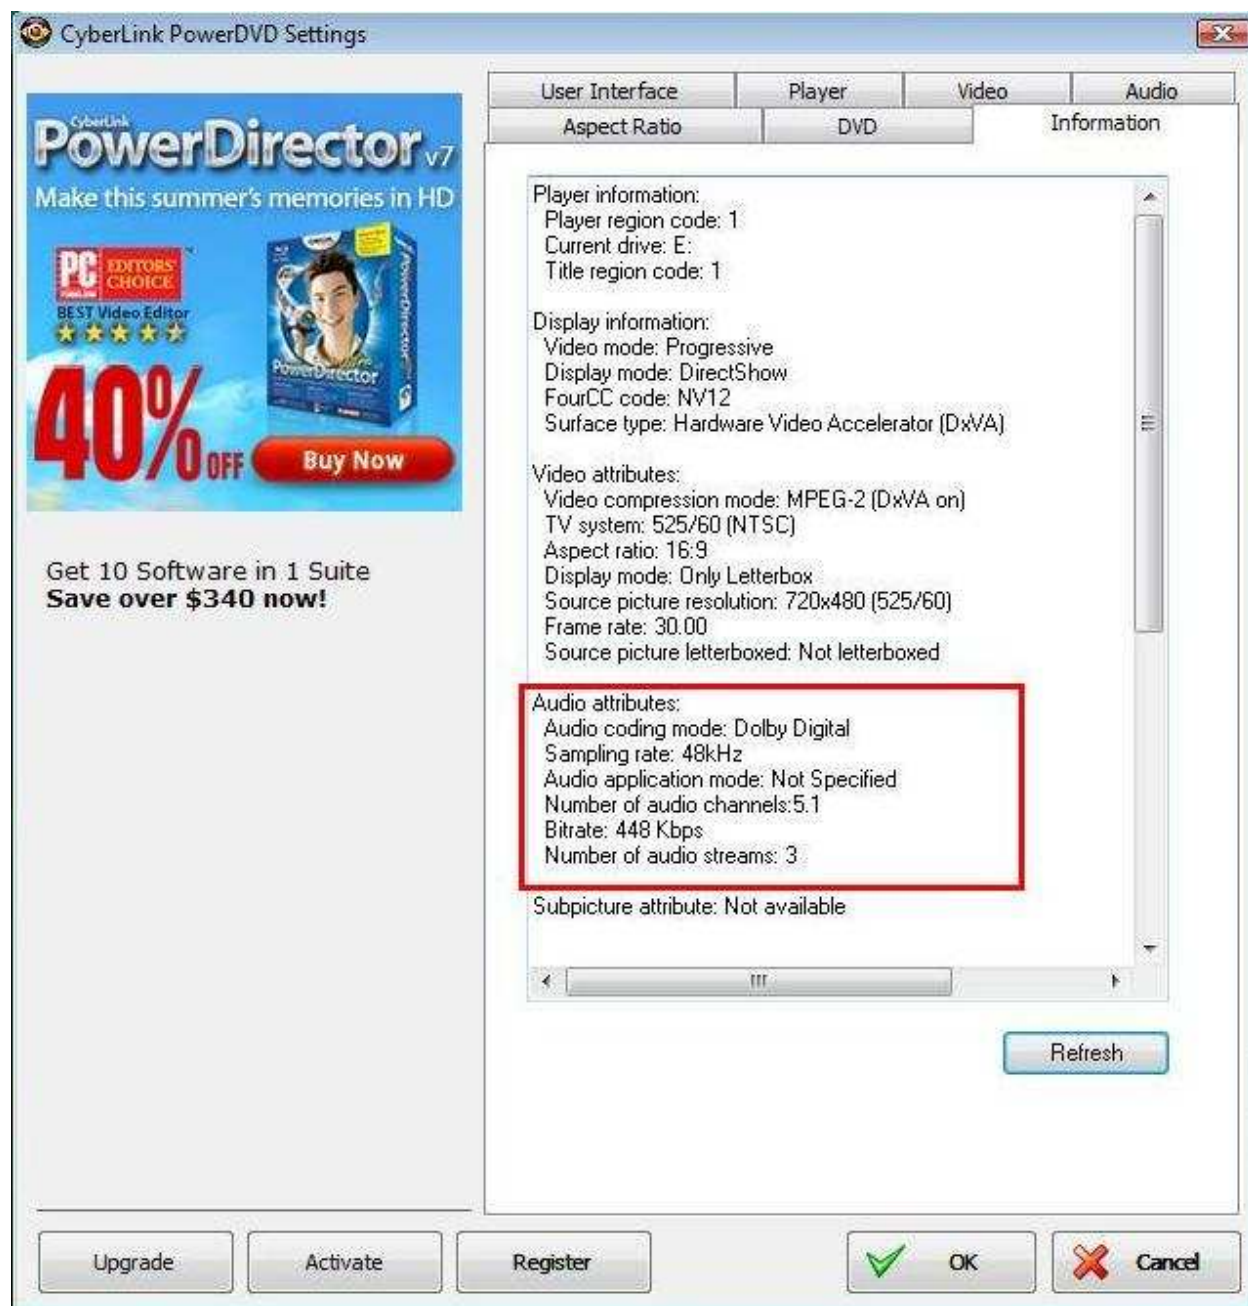 CyberLink PowerDVD Settings
User Interface
Player
Video
Audio
Aspect Ratio
DVD
Information
CyberLink
PowerDirector v7
Make this summer's memories in HD
PC EDITORS'
CHOICE
BEST Video Editor
PowerDirector
PowerDirector
40% OFF
Buy Now
Get 10 Software in 1 Suite
Save over $340 now!
Player information:
Player region code: 1
Current drive: E:
Title region code: 1
Display information:
Video mode: Progressive
Display mode: DirectShow
FourCC code: NV12
Surface type: Hardware Video Accelerator (DxVA)
Video attributes:
Video compression mode: MPEG-2 (DxVA on)
TV system: 525/60 (NTSC)
Aspect ratio: 16:9
Display mode: Only Letterbox
Source picture resolution: 720x480 (525/60)
Frame rate: 30.00
Source picture letterboxed: Not letterboxed
Audio attributes:
Audio coding mode: Dolby Digital
Sampling rate: 48kHz
Audio application mode: Not Specified
Number of audio channels:5.1
Bitrate: 448 Kbps
Number of audio streams: 3
Subpicture attribute: Not available
Refresh
Upgrade
Activate
Register
OK
Cancel